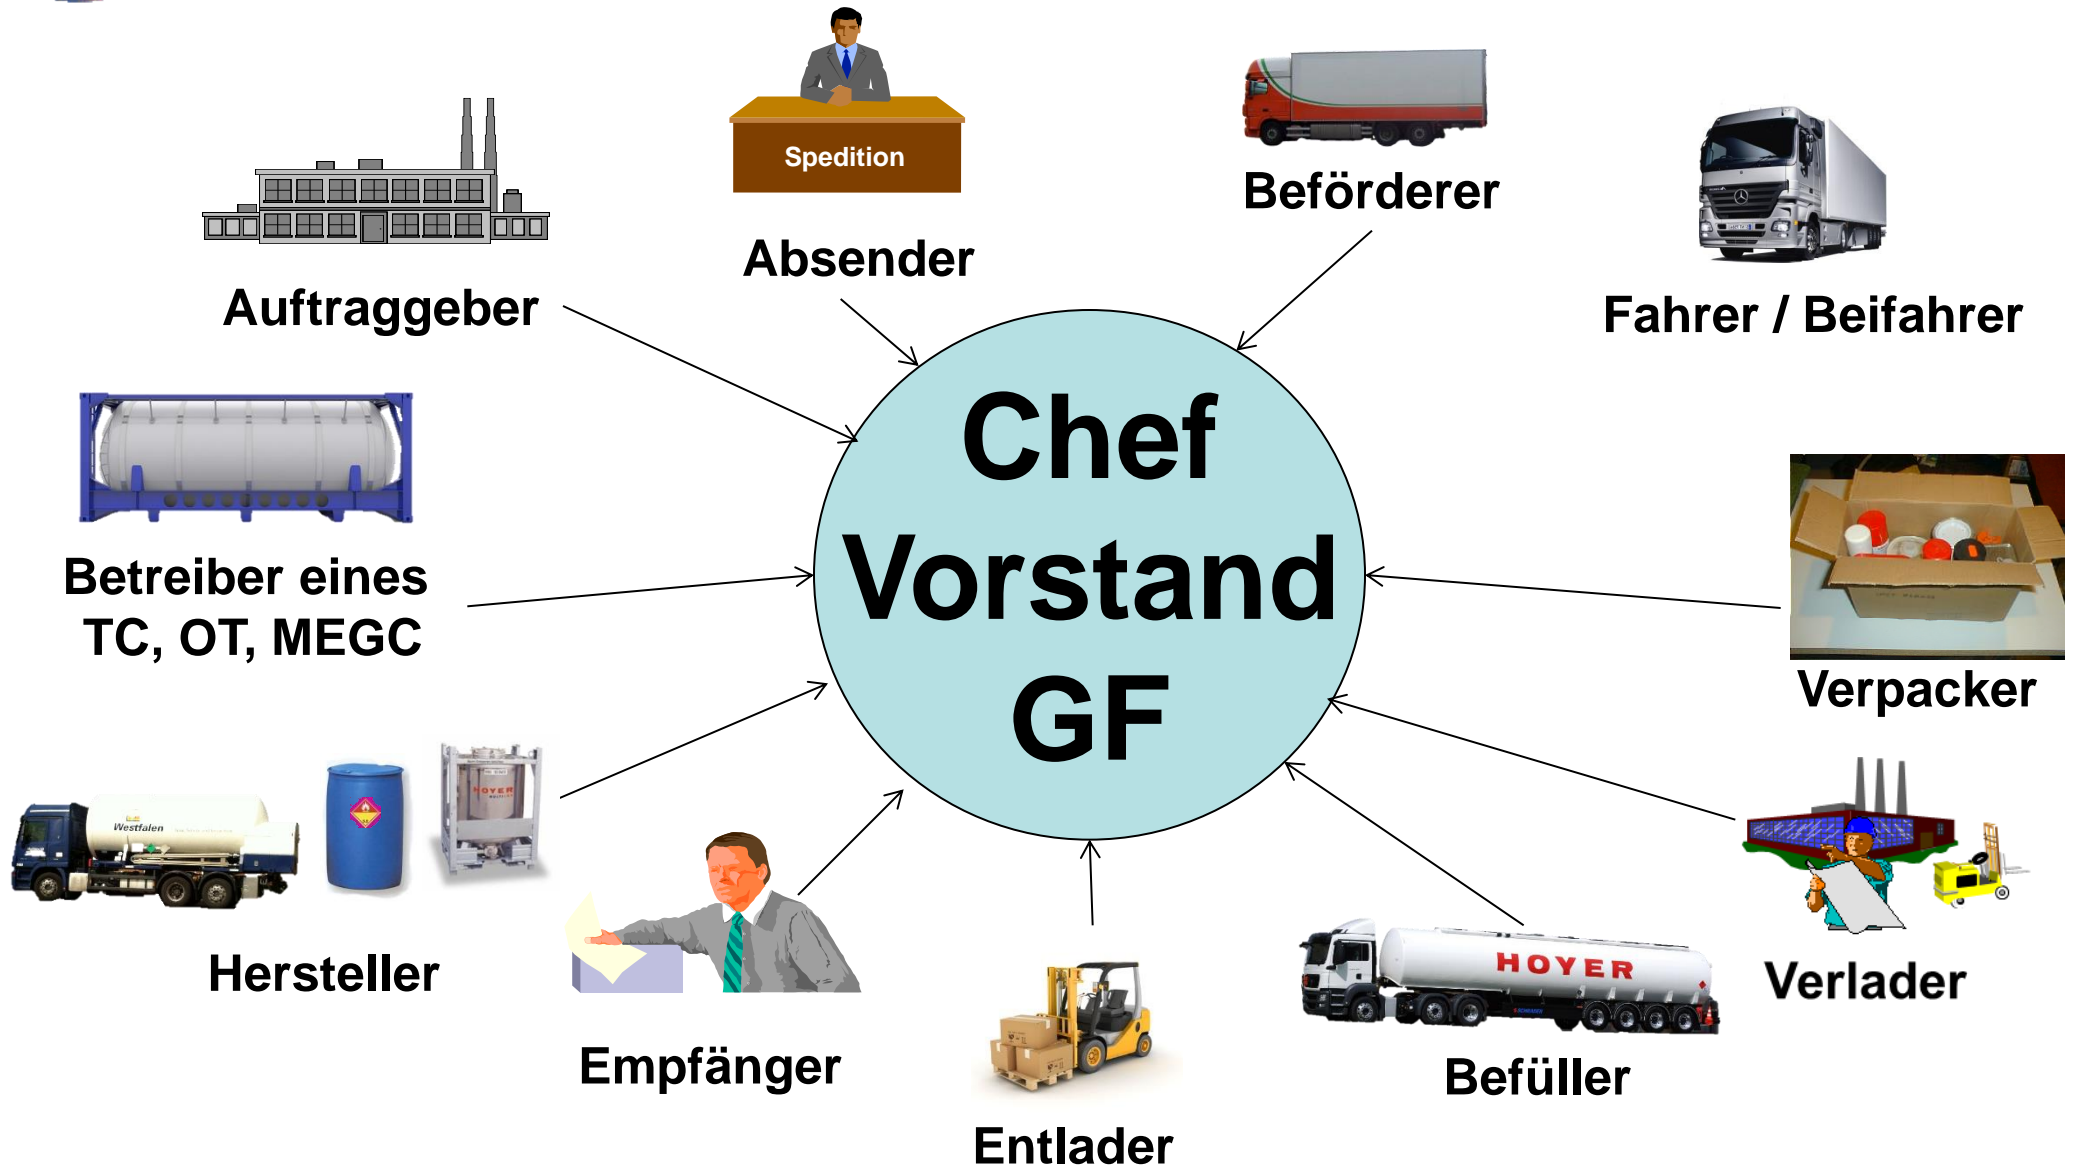 Spedition
Absender
Beförderer
Auftraggeber
Fahrer / Beifahrer
Chef
Vorstand
GF
Betreiber eines
TC, OT, MEGC
Verpacker
Westfalen
HOYER
Hersteller
Empfänger
Entlader
HOYER
Befüller
Verlader